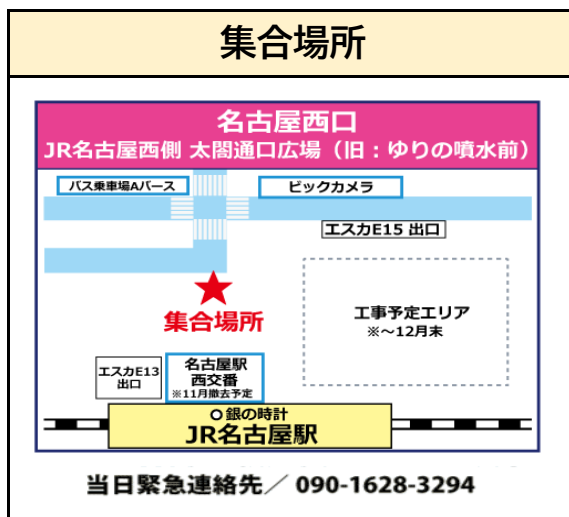 集合場所
名古屋西口
JR名古屋西側 太閤通口広場（旧：ゆりの噴水前）
バス乗車場Aバース
ビックカメラ
エスカE15 出口
集合場所
工事予定エリア
※～12月末
エスカE13
出口
名古屋駅
西交番
※11月撤去予定
銀の時計
JR名古屋駅
当日緊急連絡先／ 090-1628-3294